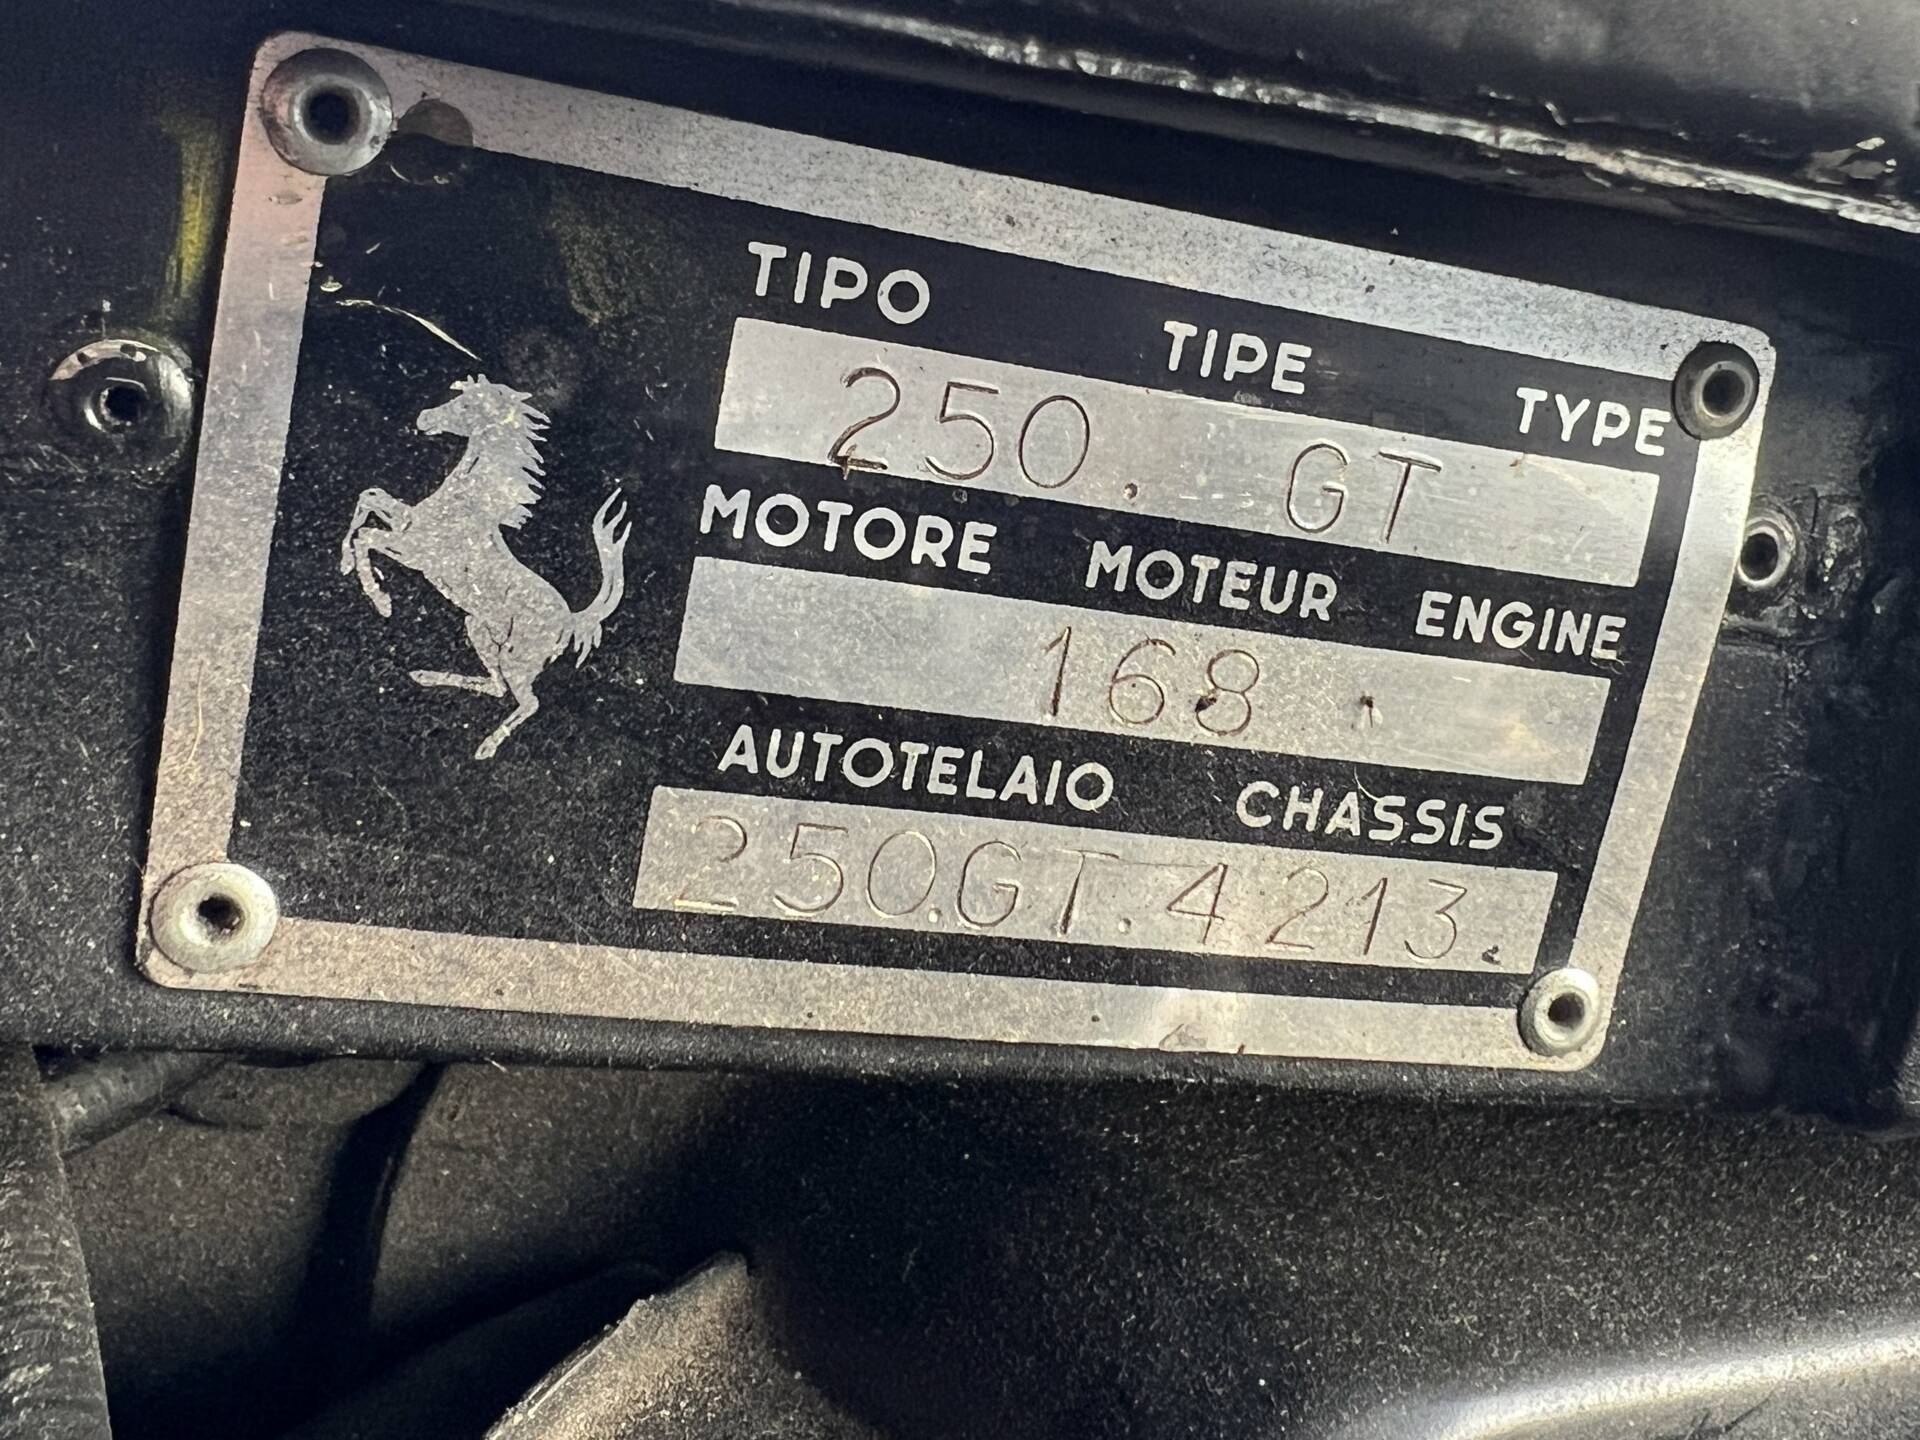 TIPO TIPE TYPE
250. GT
MOTORE MOTEUR ENGINE
168 .
AUTOTELAIO CHASSIS
250.GT.4213.